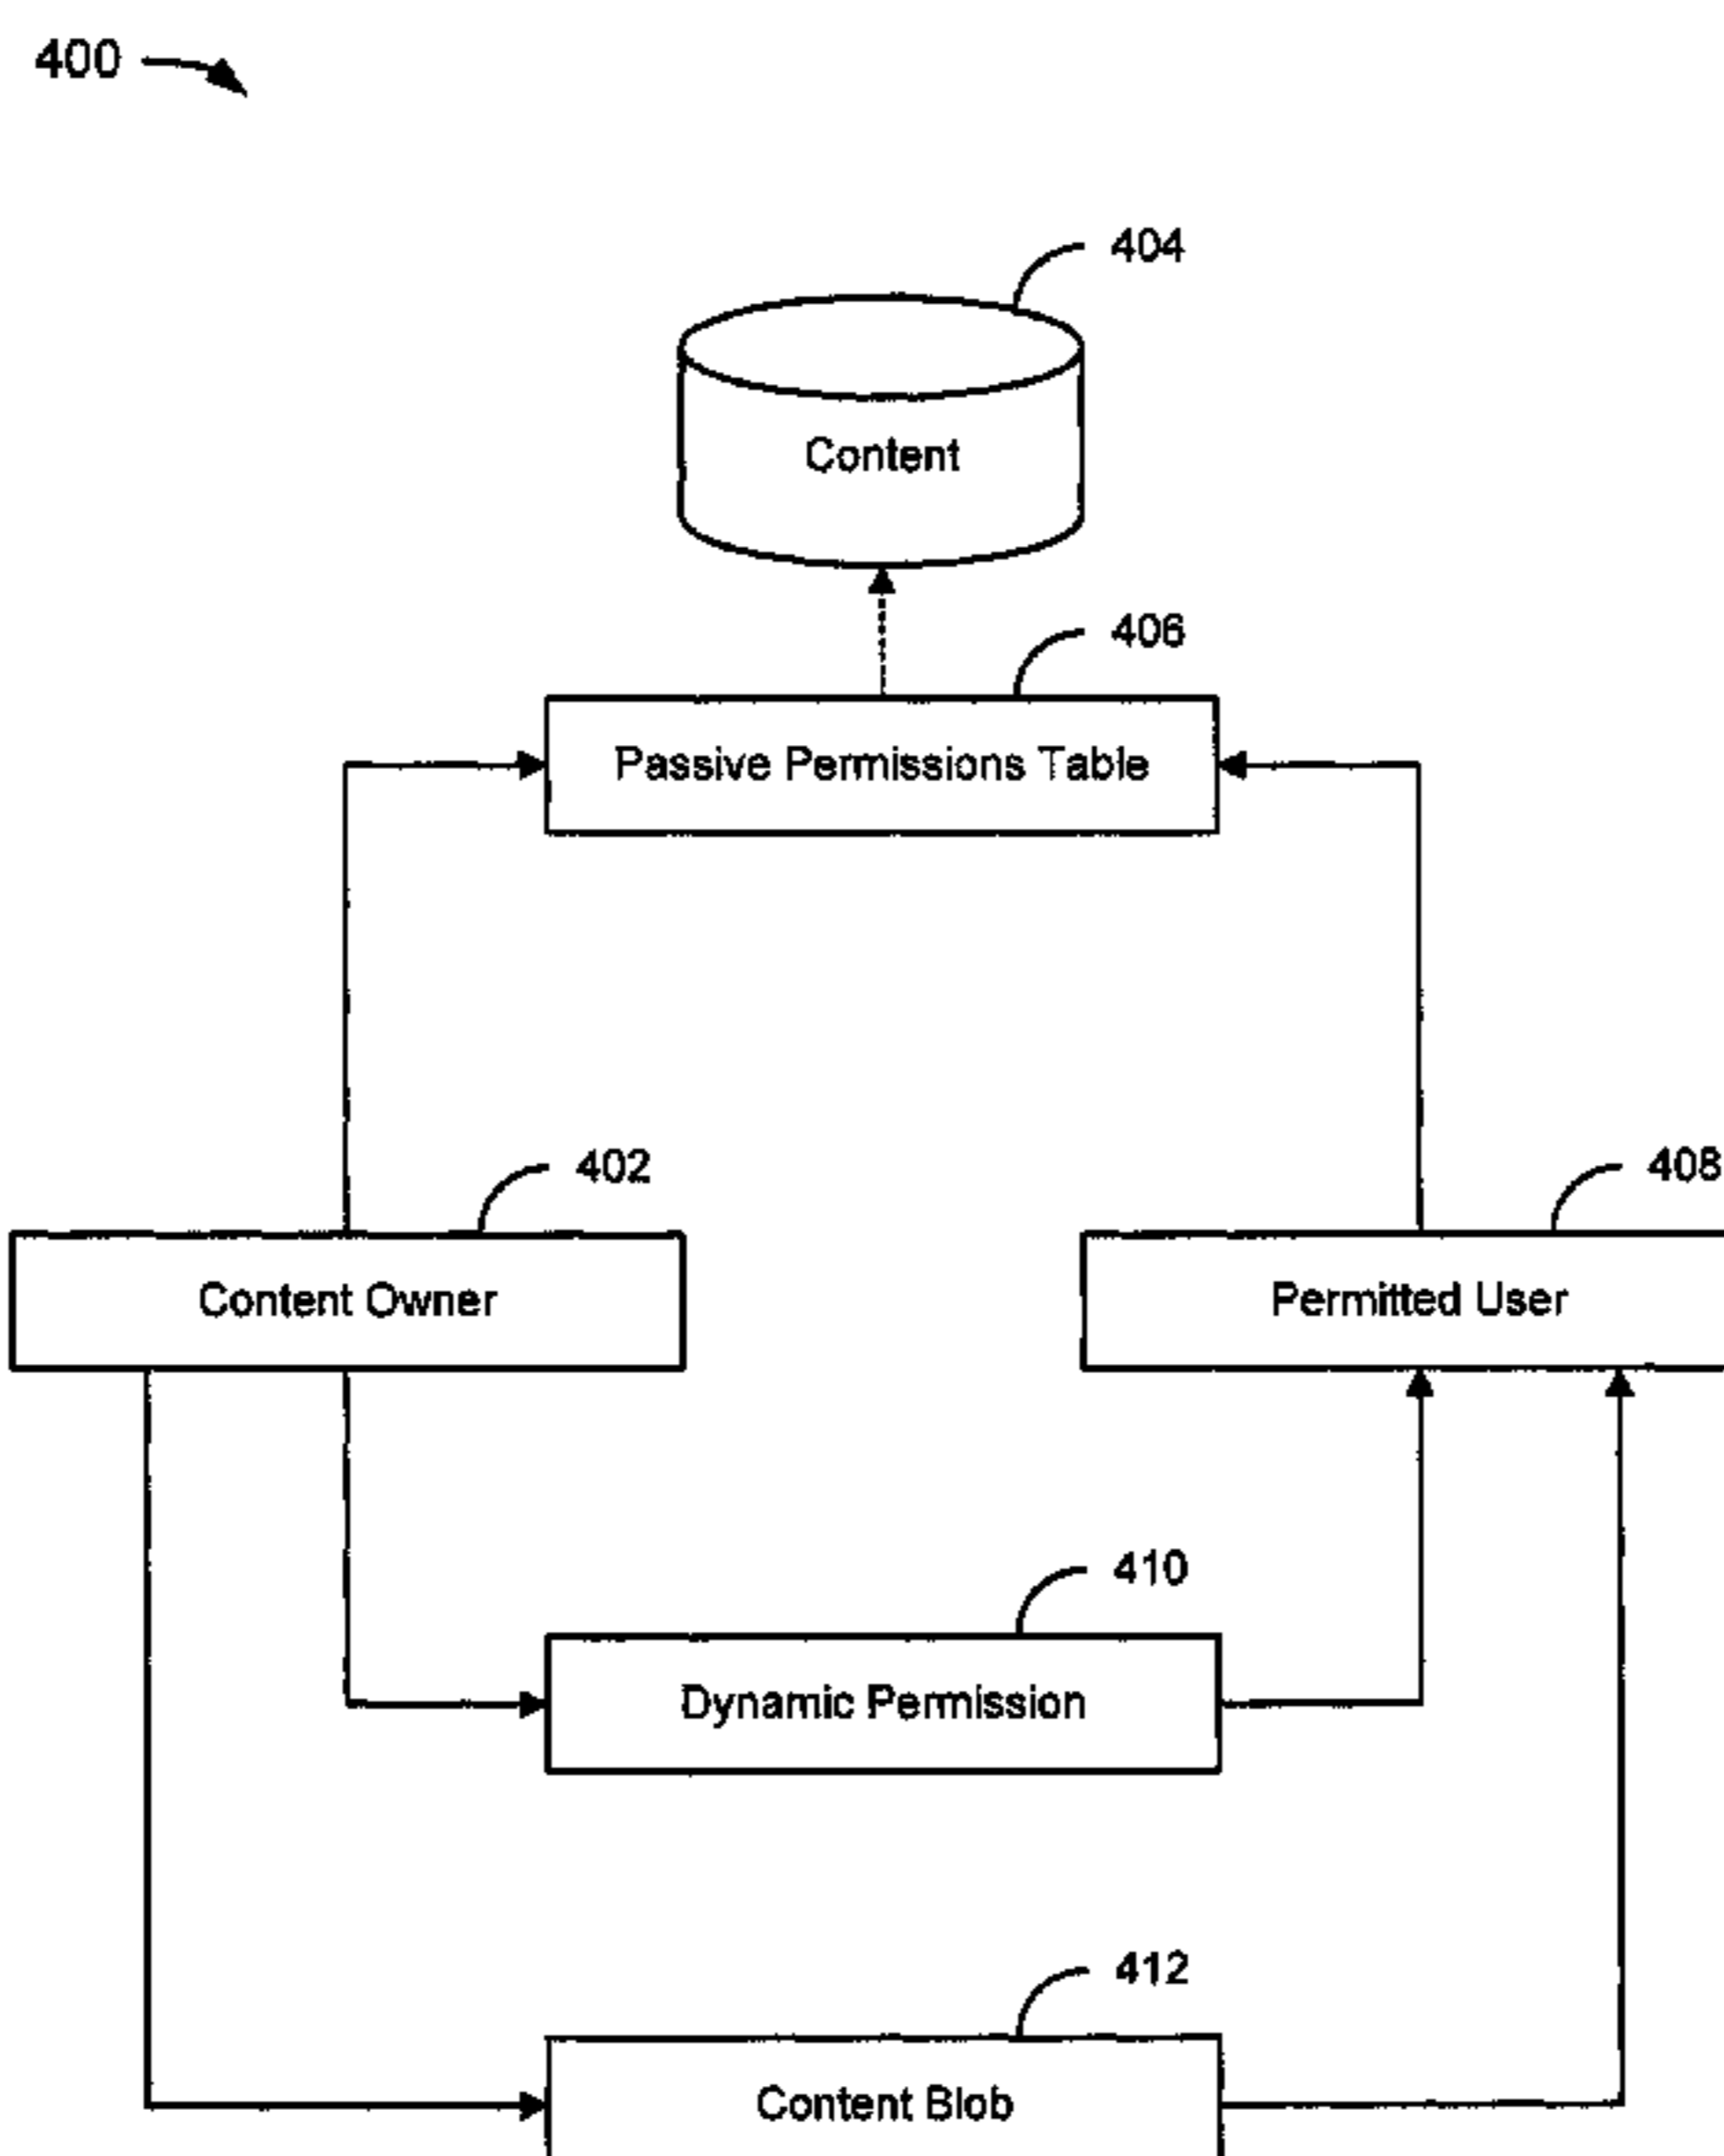 400
404
Content
406
Passive Permissions Table
402
408
Content Owner
Permitted User
410
Dynamic Permission
412
Content Blob